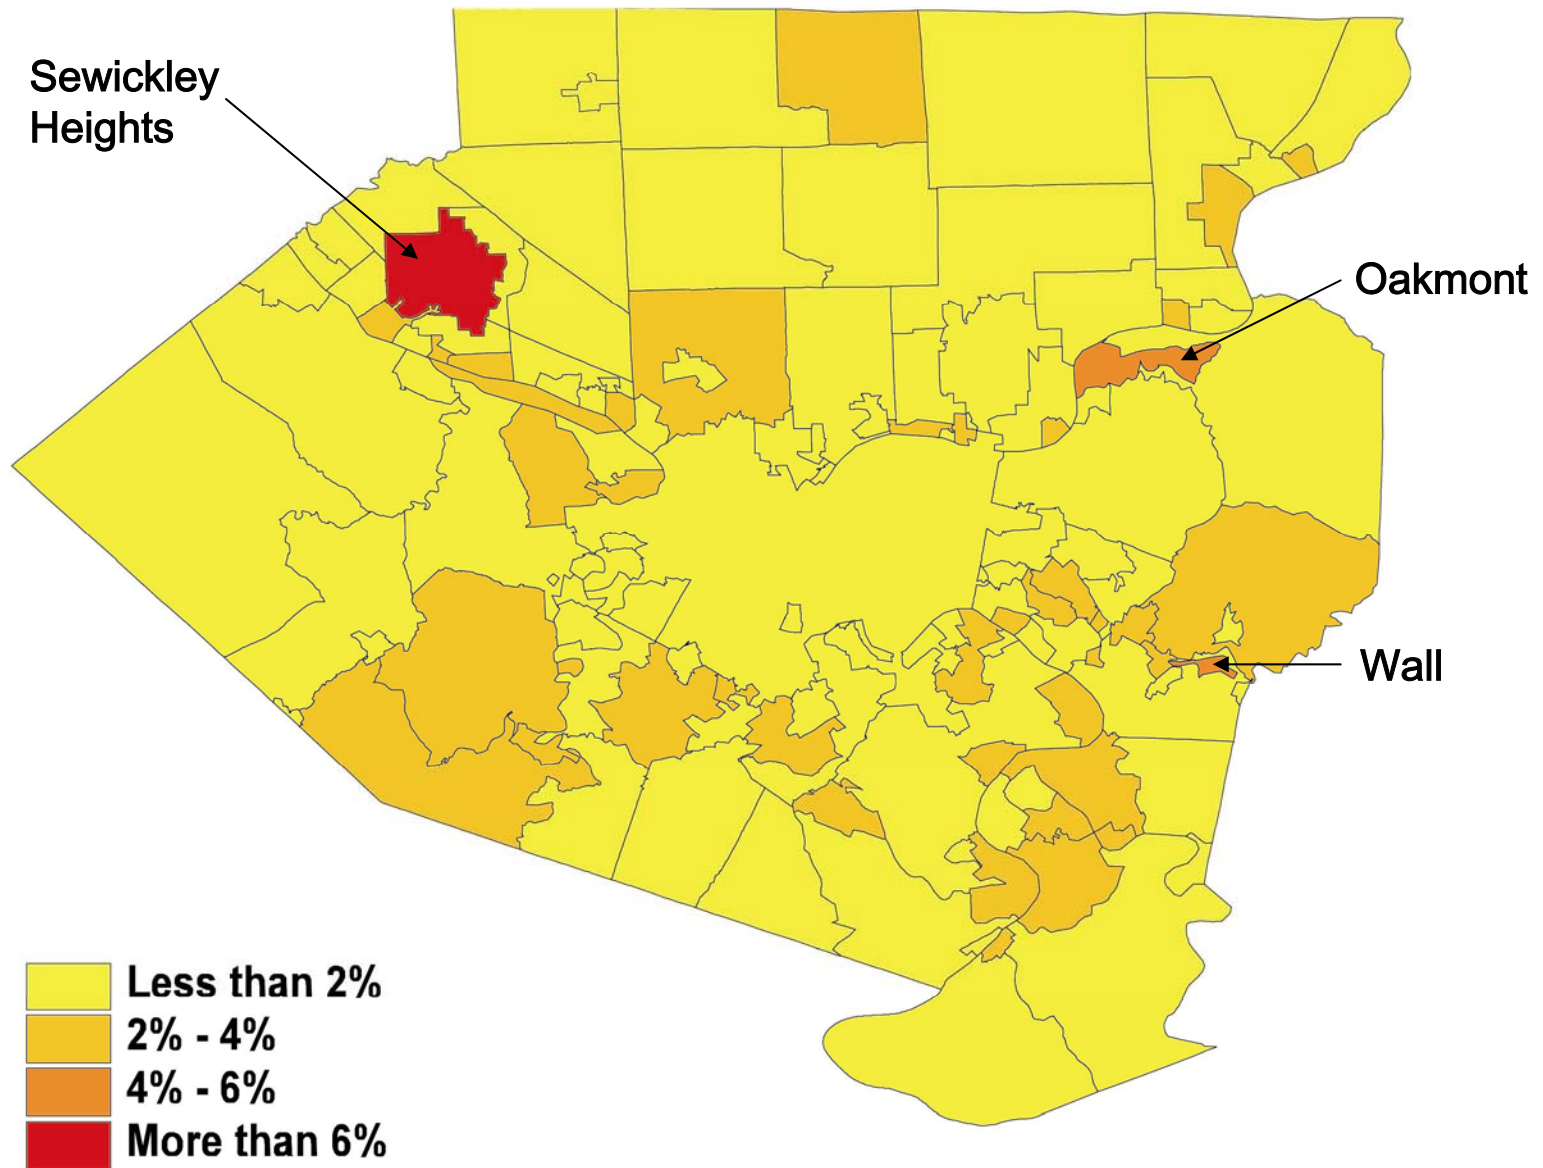 Sewickley
Heights
Oakmont
Wall
Less than 2%
2% - 4%
4% - 6%
More than 6%